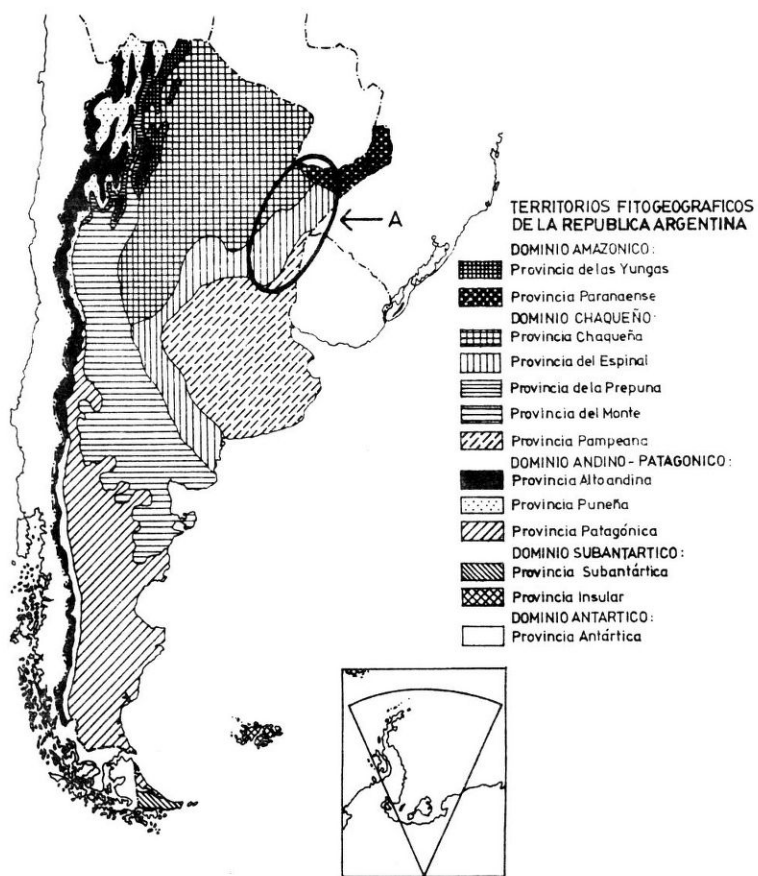 A
TERRITORIOS FITOGEOGRAFICOS
DE LA REPUBLICA ARGENTINA
DOMINIO AMAZONICO:
Provincia de las Yungas
Provincia Paranaense
DOMINIO CHAQUEÑO:
Provincia Chaqueña
Provincia del Espinal
Provincia de la Prepuna
Provincia del Monte
Provincia Pampeana
DOMINIO ANDINO-PATAGONICO:
Provincia Altoandina
Provincia Puneña
Provincia Patagónica
DOMINIO SUBANTARTICO:
Provincia Subantártica
Provincia Insular
DOMINIO ANTARTICO:
Provincia Antártica